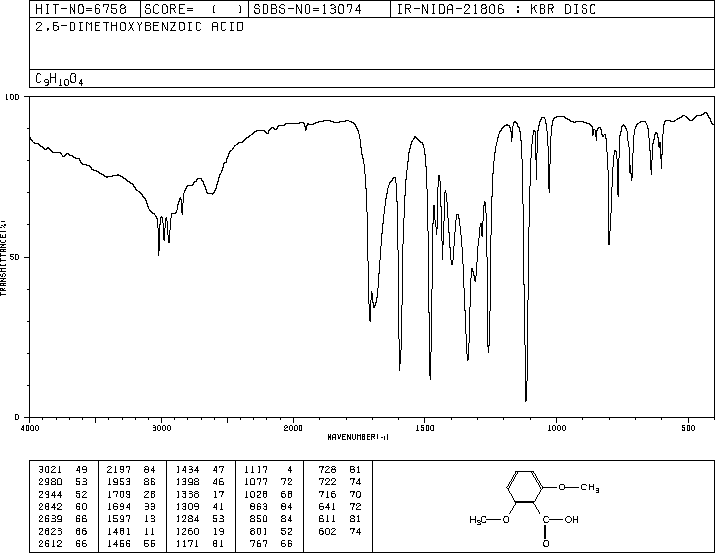 HIT-NO=6758 SCORE= ( ) SDBS-NO=13074 IR-NIDA-21806 : KBR DISC
2,6-DIMETHOXYBENZOIC ACID
C9H10O4
100
50
0
TRANSMITTANCE(%)
4000 3000 2000 1500 1000 500
WAVENUMBER(-1)
3021 49 2197 84 1434 47 1117 4 728 81
2980 53 1953 86 1398 46 1077 72 722 74
2944 52 1709 28 1338 17 1028 68 716 70
2842 60 1694 33 1309 41 863 84 641 72
2639 66 1597 13 1284 53 850 84 611 81
2623 66 1481 11 1260 19 801 52 602 74
2612 66 1466 55 1171 81 767 66
O CH3
H3C O C OH
O